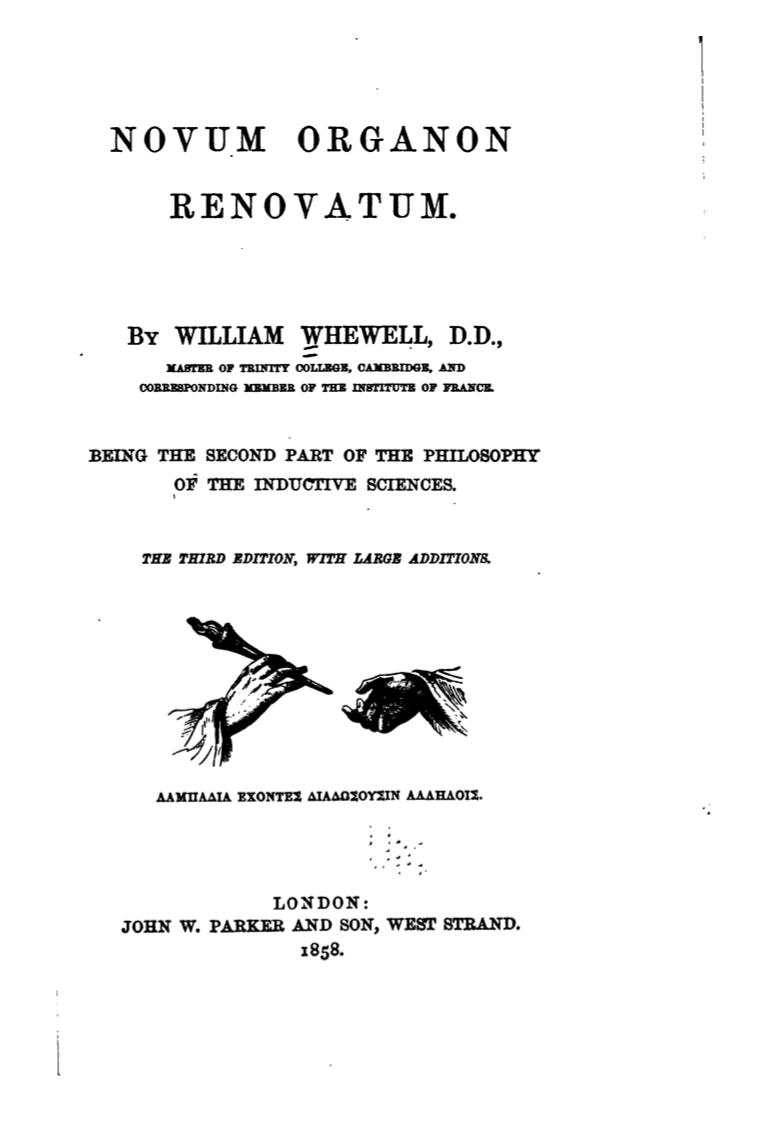 NOVUM ORGANON
RENOVATUM.
BY WILLIAM WHEWELL, D.D.,
MASTER OF TRINITY COLLEGE, CAMBRIDGE, AND
CORRESPONDING MEMBER OF THE INSTITUTE OF FRANCE.
BEING THE SECOND PART OF THE PHILOSOPHY
OF THE INDUCTIVE SCIENCES.
THE THIRD EDITION, WITH LARGE ADDITIONS.
ΛΑΜΠΑΔΙΑ ΕΧΟΝΤΕΣ ΔΙΑΔΩΣΟΥΣΙΝ ΑΛΛΗΛΟΙΣ.
LONDON:
JOHN W. PARKER AND SON, WEST STRAND.
1858.